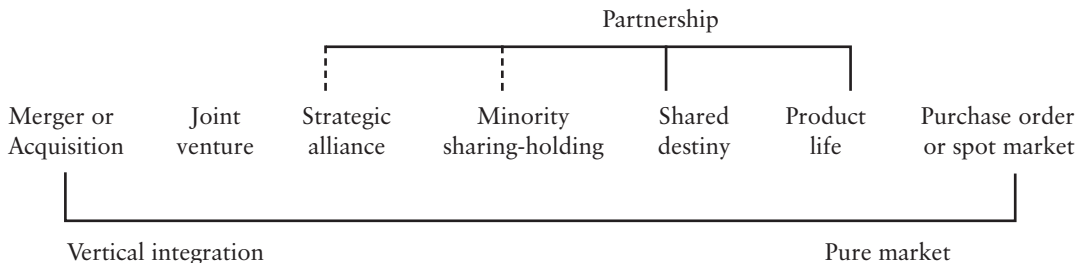 Partnership
Merger or Joint Strategic Minority Shared Product Purchase order
Acquisition venture alliance sharing-holding destiny life or spot market
Vertical integration Pure market